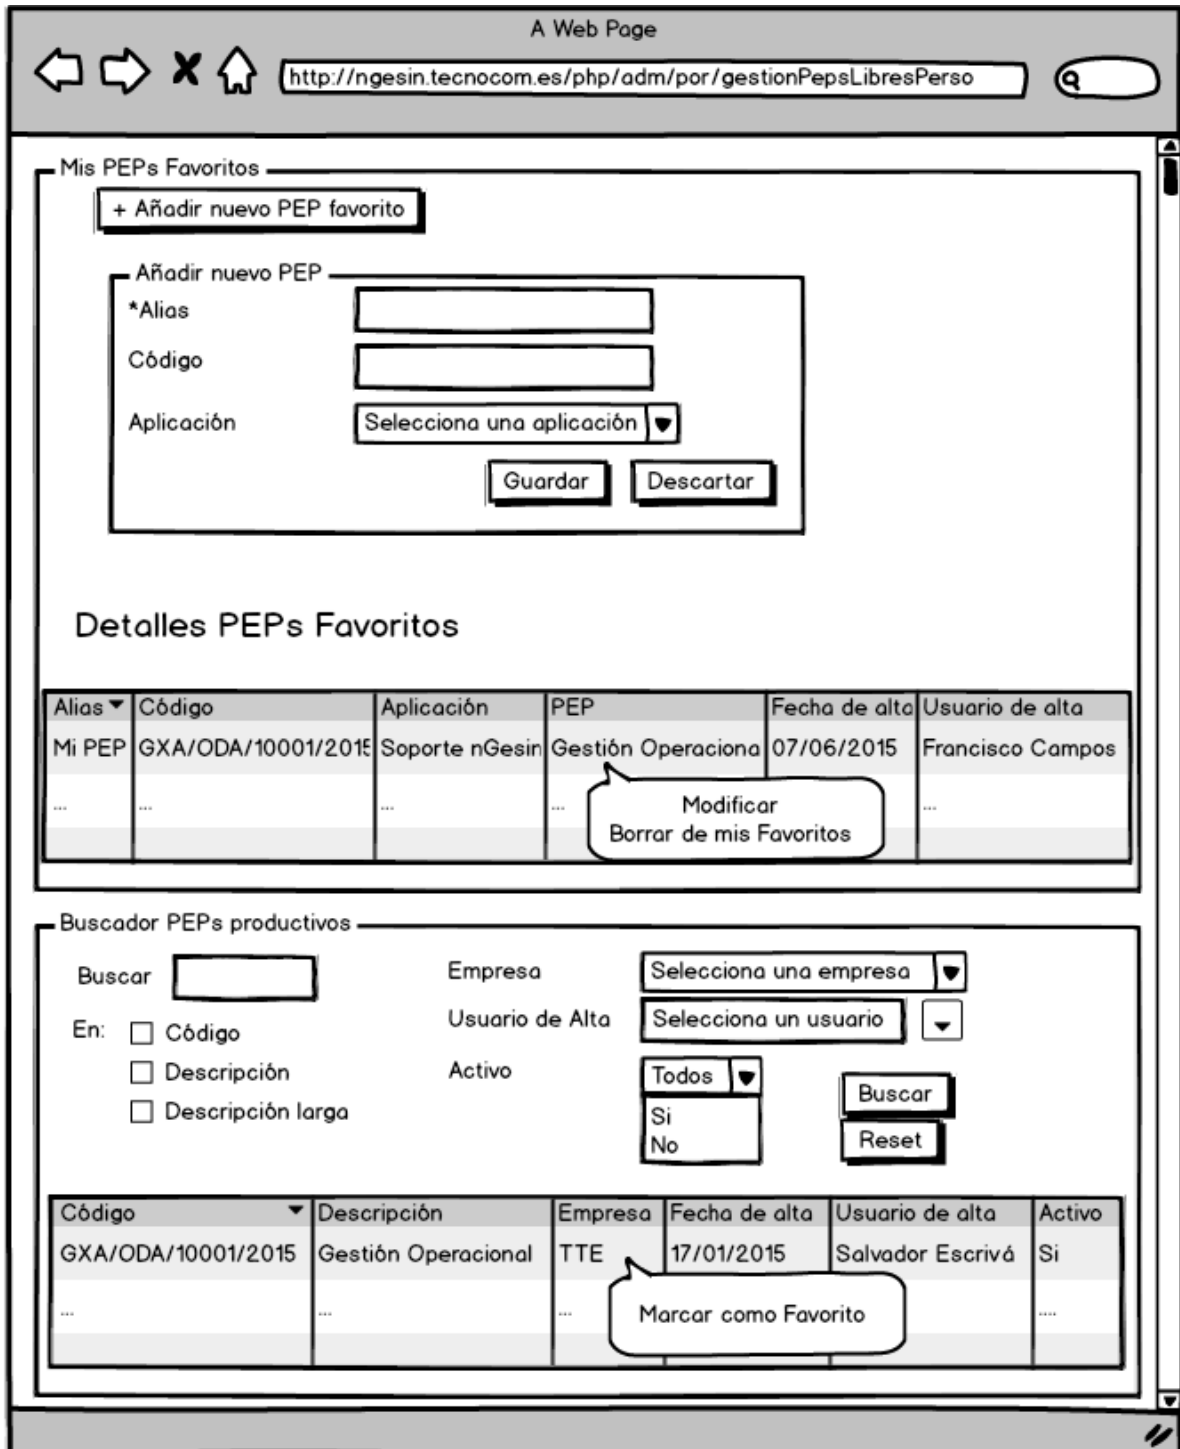 A Web Page
http://ngesin.tecnocom.es/php/adm/por/gestionPepsLibresPerso
Mis PEPs Favoritos
+ Añadir nuevo PEP favorito
Añadir nuevo PEP
*Alias
Código
Aplicación Selecciona una aplicación
Guardar Descartar
Detalles PEPs Favoritos
Alias Código Aplicación PEP Fecha de alta Usuario de alta
Mi PEP GXA/ODA/10001/2015 Soporte nGesin Gestión Operaciona 07/06/2015 Francisco Campos
... ... ... ... ...
Modificar
Borrar de mis Favoritos
Buscador PEPs productivos
Buscar Empresa Selecciona una empresa
En: Código Usuario de Alta Selecciona un usuario
Descripción Activo Todos
Descripción larga Si
No
Buscar
Reset
Código Descripción Empresa Fecha de alta Usuario de alta Activo
GXA/ODA/10001/2015 Gestión Operacional TTE 17/01/2015 Salvador Escrivá Si
... ... ... ....
Marcar como Favorito